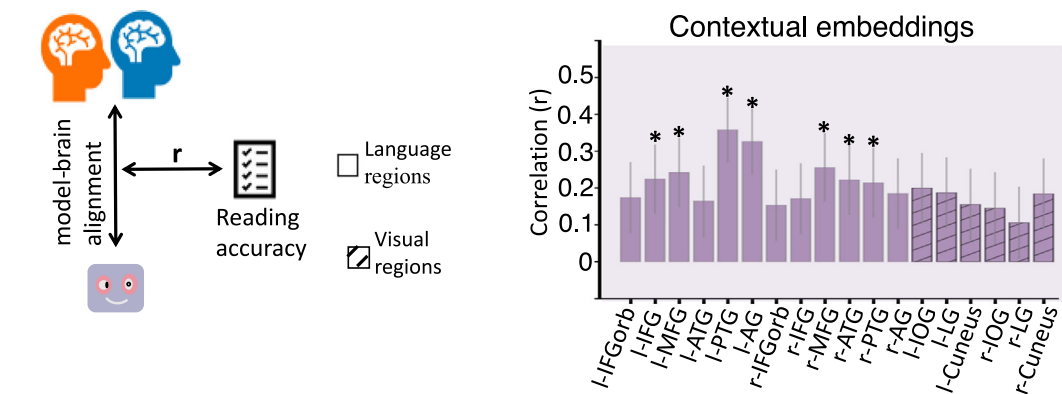 model-brain
alignment
r
Reading
accuracy
Language
regions
Visual
regions
Contextual embeddings
Correlation (r)
0.5
0.4
0.3
0.2
0.1
0
* * * * * * *
l-IFGorb
l-IFG
l-MFG
l-ATG
l-PTG
l-AG
r-IFGorb
r-IFG
r-MFG
r-ATG
r-PTG
r-AG
l-IOG
l-LG
l-Cuneus
r-IOG
r-LG
r-Cuneus